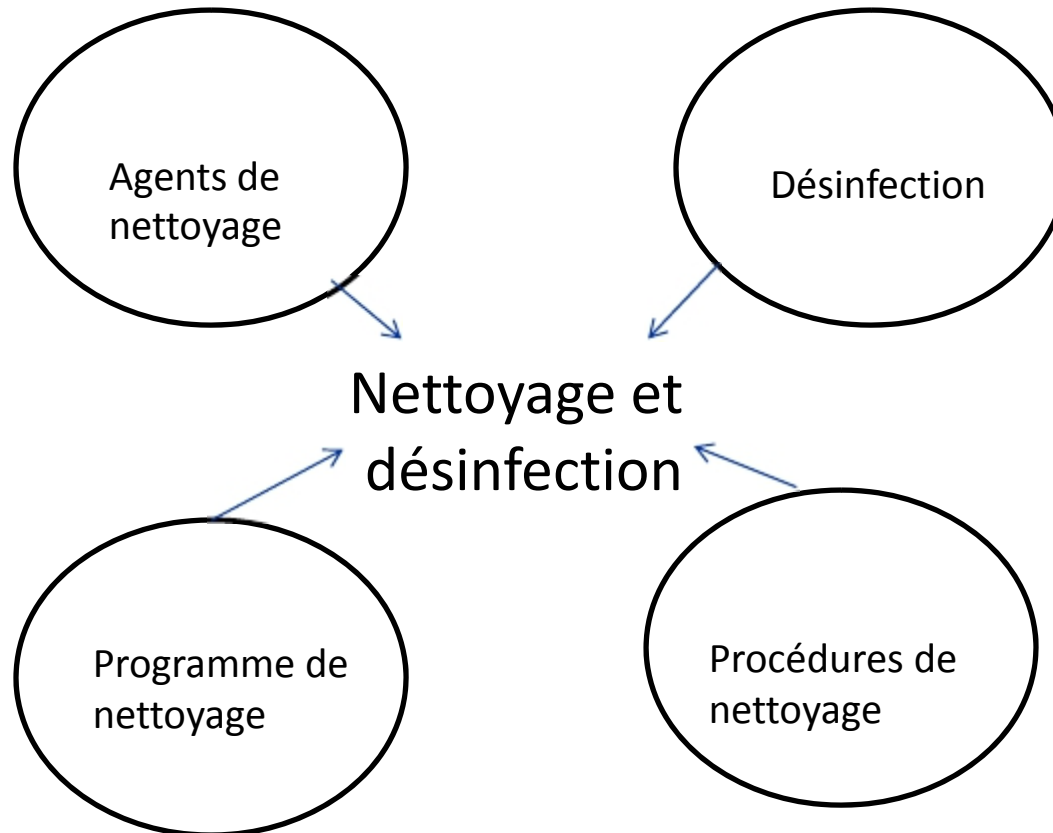 Agents de
nettoyage
Désinfection
Nettoyage et
désinfection
Programme de
nettoyage
Procédures de
nettoyage